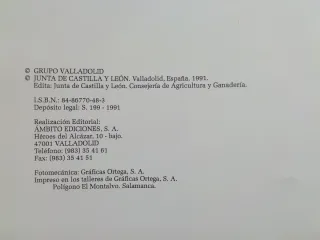 © GRUPO VALLADOLID
© JUNTA DE CASTILLA Y LEÓN. Valladolid, España. 1991.
Edita: Junta de Castilla y León. Consejería de Agricultura y Ganadería.
I.S.B.N.: 84-86770-48-3
Depósito legal: S. 199 - 1991
Realización Editorial:
ÁMBITO EDICIONES, S. A.
Héroes del Alcázar, 10 - bajo.
47001 VALLADOLID
Teléfono: (983) 35 41 61
Fax: (983) 35 41 51
Fotomecánica: Gráficas Ortega, S. A.
Impreso en los talleres de Gráficas Ortega, S. A.
Polígono El Montalvo. Salamanca.